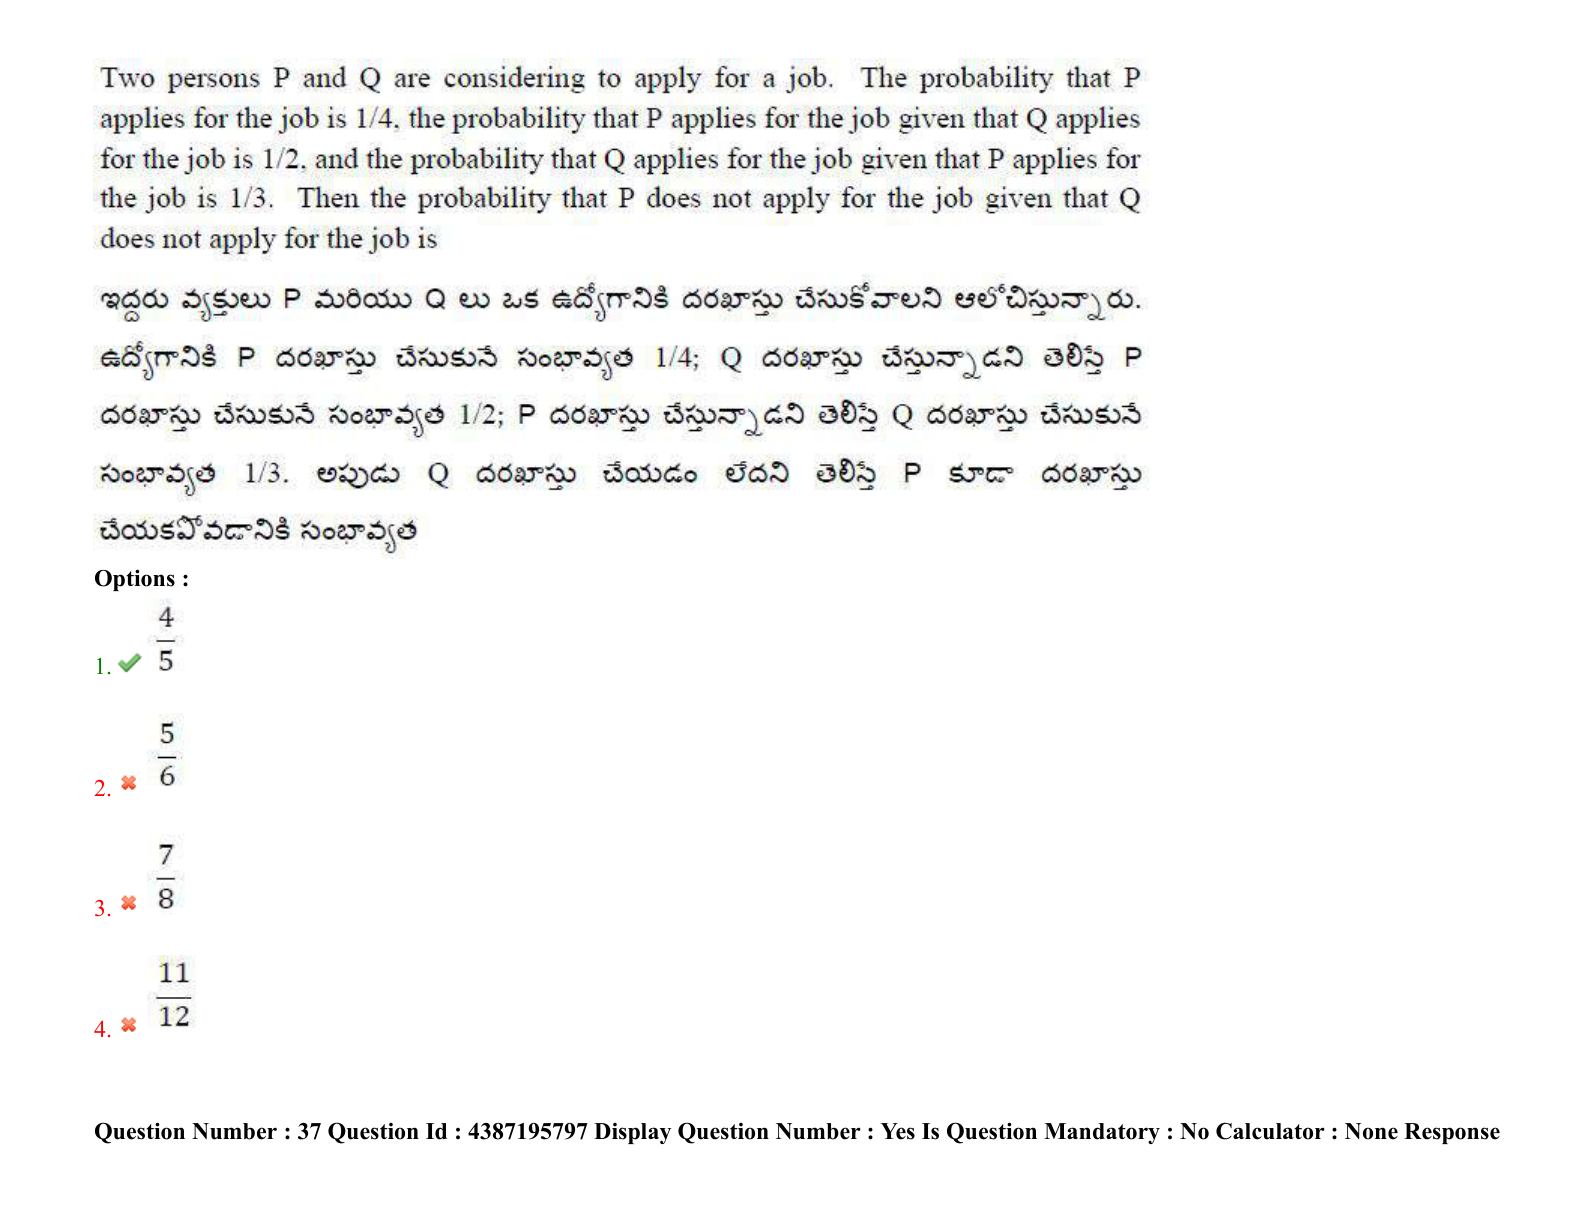 Two persons P and Q are considering to apply for a job. The probability that P
applies for the job is 1/4, the probability that P applies for the job given that Q applies
for the job is 1/2, and the probability that Q applies for the job given that P applies for
the job is 1/3. Then the probability that P does not apply for the job given that Q
does not apply for the job is
ఇద్దరు వ్యక్తులు P మరియు Q లు ఒక ఉద్యోగానికి దరఖాస్తు చేసుకోవాలని ఆలోచిస్తున్నారు.
ఉద్యోగానికి P దరఖాస్తు చేసుకునే సంభావ్యత 1/4; Q దరఖాస్తు చేస్తున్నాడని తెలిస్తే P
దరఖాస్తు చేసుకునే సంభావ్యత 1/2; P దరఖాస్తు చేస్తున్నాడని తెలిస్తే Q దరఖాస్తు చేసుకునే
సంభావ్యత 1/3. అపుడు Q దరఖాస్తు చేయడం లేదని తెలిస్తే P కూడా దరఖాస్తు
చేయకపోవడానికి సంభావ్యత
Options :
1. 4/5
2. 5/6
3. 7/8
4. 11/12
Question Number : 37 Question Id : 4387195797 Display Question Number : Yes Is Question Mandatory : No Calculator : None Response